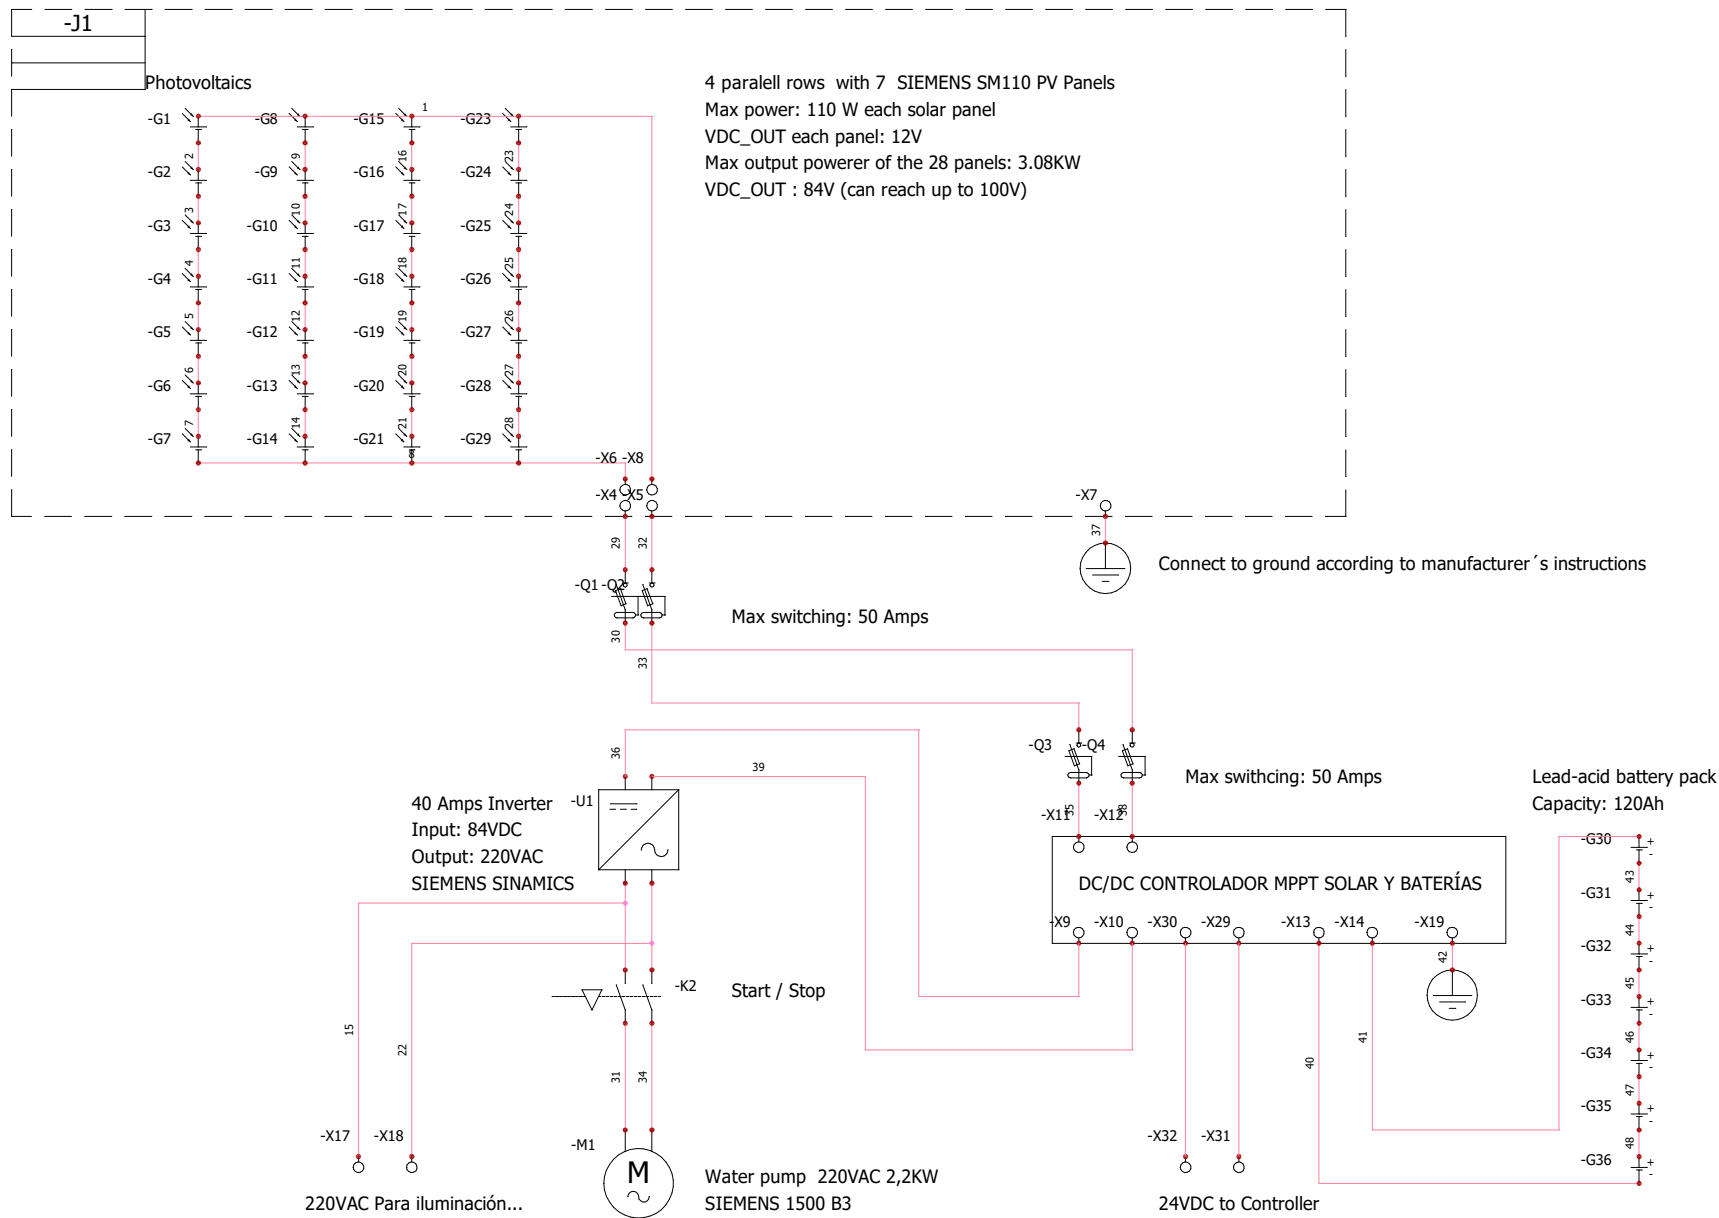 -J1
Photovoltaics
4 paralell rows with 7 SIEMENS SM110 PV Panels
Max power: 110 W each solar panel
VDC_OUT each panel: 12V
Max output powerer of the 28 panels: 3.08KW
VDC_OUT : 84V (can reach up to 100V)
1
-G1 -G8 -G15 -G23
2 9 16 23
-G2 -G9 -G16 -G24
3 10 17 24
-G3 -G10 -G17 -G25
4 11 18 25
-G4 -G11 -G18 -G26
5 12 19 26
-G5 -G12 -G19 -G27
6 13 20 27
-G6 -G13 -G20 -G28
7 14 21 28
-G7 -G14 -G21 -G29
8
-X6 -X8
-X4 -X5
-X7
29 32
37
Connect to ground according to manufacturer´s instructions
-Q1 -Q2
Max switching: 50 Amps
30
33
-Q3 -Q4
36
39
Max swithcing: 50 Amps
Lead-acid battery pack
Capacity: 120Ah
40 Amps Inverter
Input: 84VDC
Output: 220VAC
SIEMENS SINAMICS
-U1
-X11 35 -X12 38
DC/DC CONTROLADOR MPPT SOLAR Y BATERÍAS
-X9 -X10 -X30 -X29 -X13 -X14 -X19
42
-G30 + -
43
-G31 + -
44
-G32 + -
45
-G33 + -
46
-G34 + -
47
-G35 + -
48
-G36 + -
-K2
Start / Stop
15
22
31 34
40
41
-X17 -X18
-M1
M
Water pump 220VAC 2,2KW
SIEMENS 1500 B3
-X32 -X31
220VAC Para iluminación...
24VDC to Controller